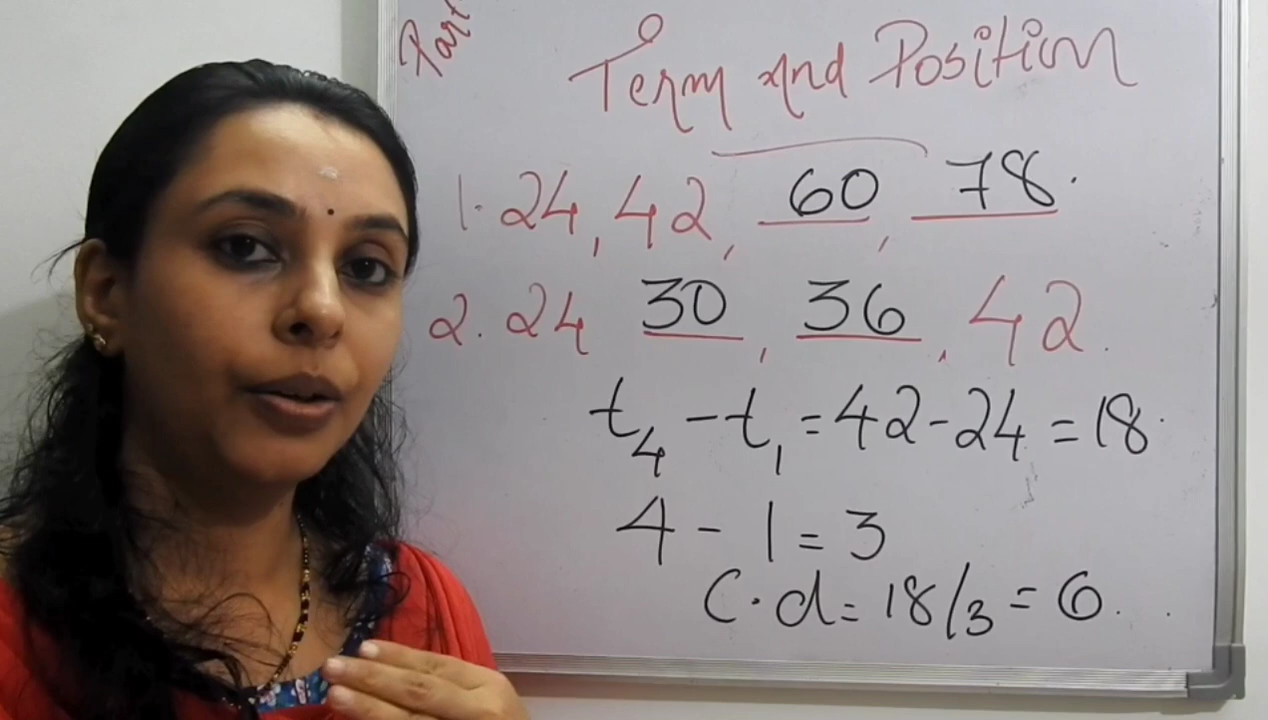 Part
Term and Position
1. 24, 42, 60, 78.
2. 24 30, 36, 42.
t4 - t1 = 42 - 24 = 18.
4 - 1 = 3
C.d = 18/3 = 6.